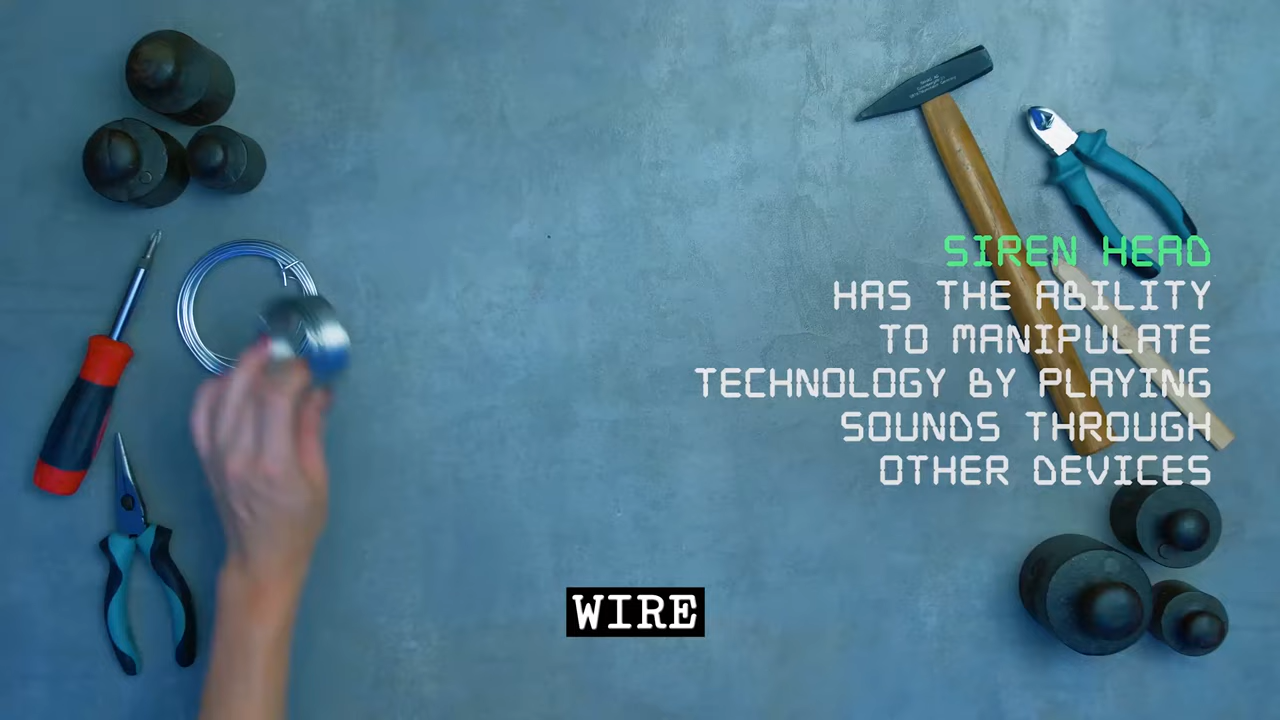 SIREN HEAD
HAS THE ABILITY
TO MANIPULATE
TECHNOLOGY BY PLAYING
SOUNDS THROUGH
OTHER DEVICES
WIRE